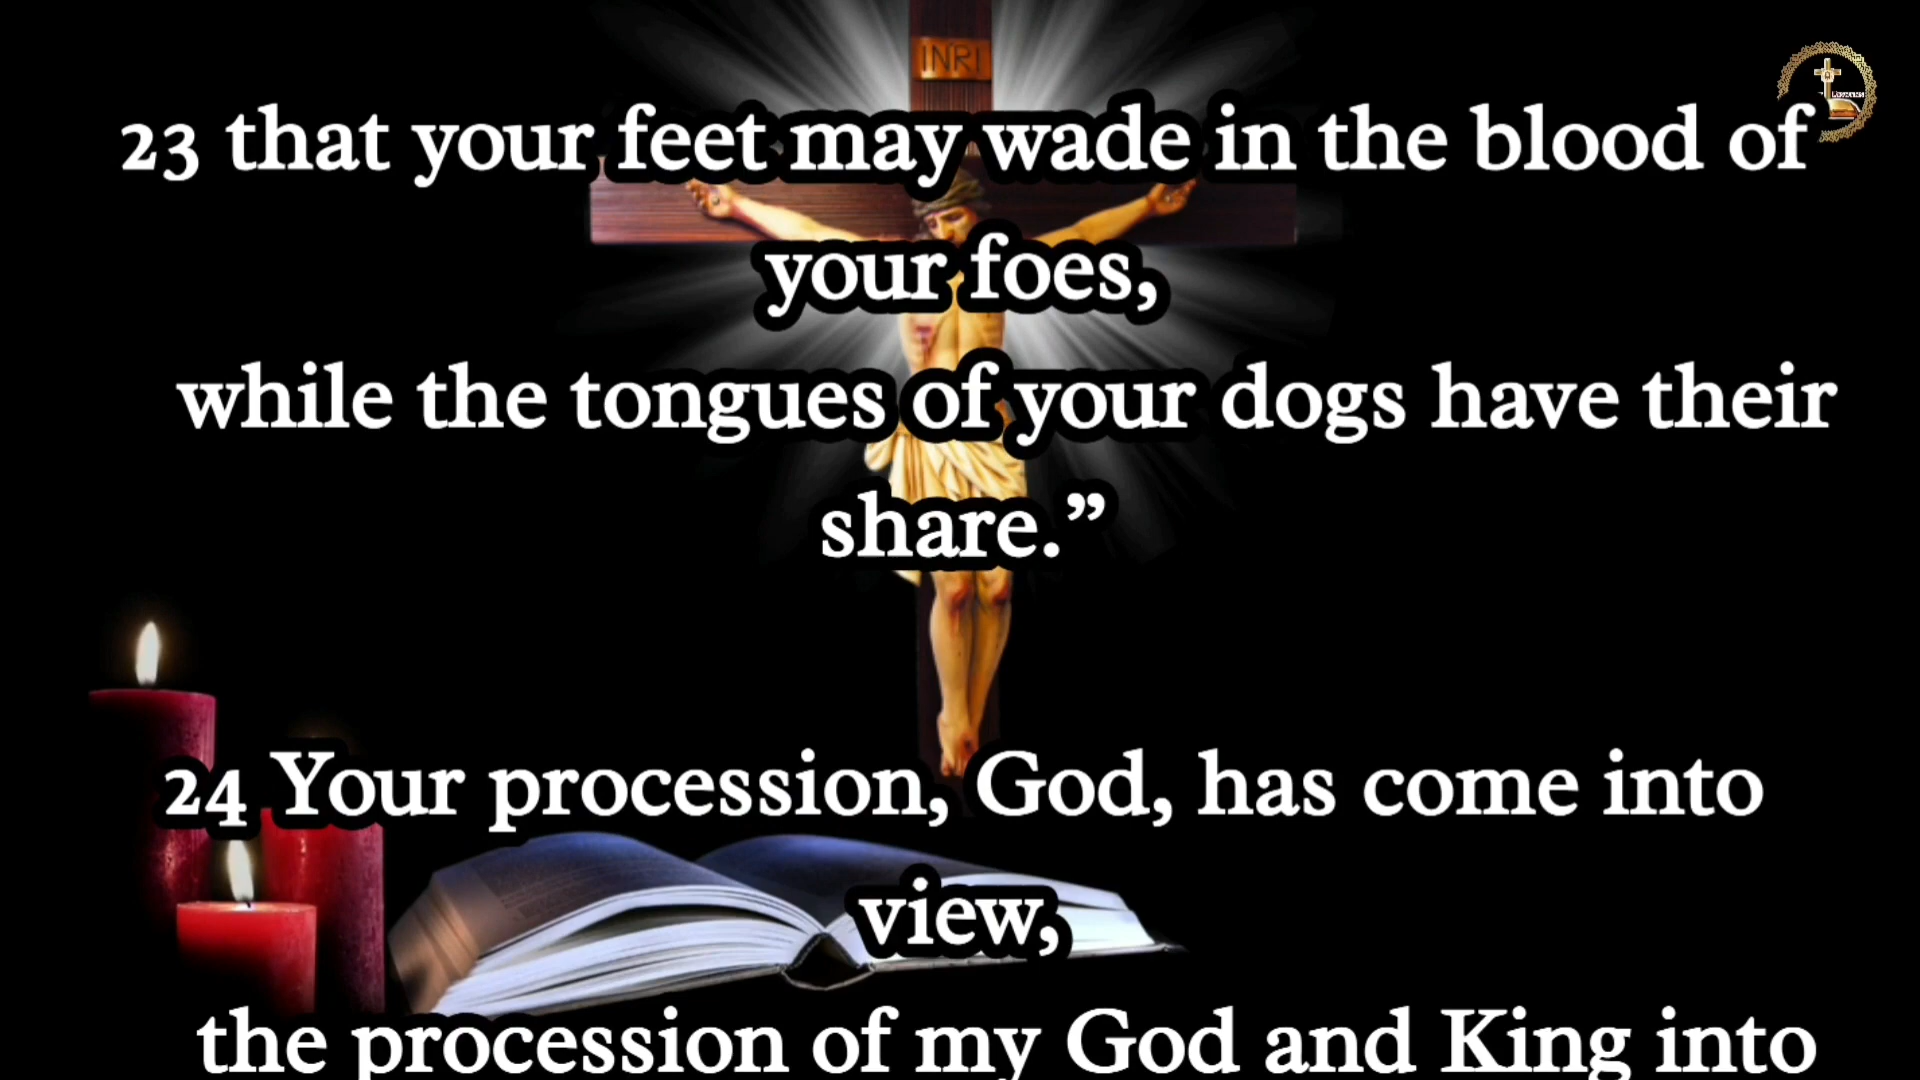 INRI
23 that your feet may wade in the blood of
your foes,
while the tongues of your dogs have their
share.”
24 Your procession, God, has come into
view,
the procession of my God and King into